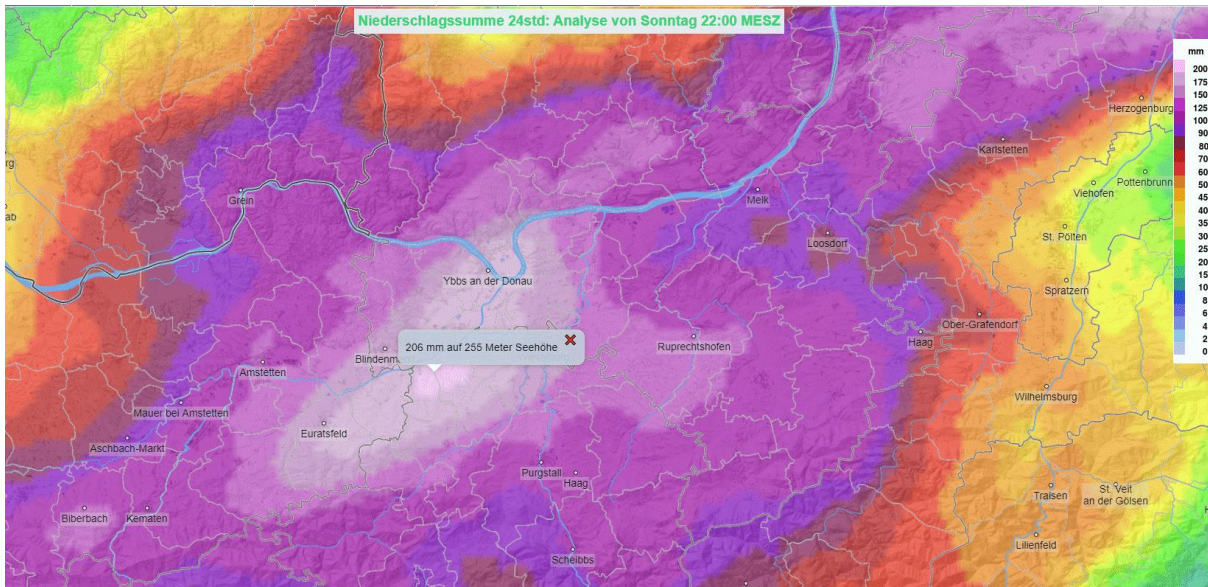 Niederschlagssumme 24std: Analyse von Sonntag 22:00 MESZ
mm
200
175
150
125
100
90
80
70
60
50
45
40
35
30
25
20
15
10
8
6
4
2
0
Herzogenburg
Karlstetten
rg
Pottenbrunn
Viehofen
Grein
Melk
ab
St. Pölten
Loosdorf
Ybbs an der Donau
Spratzern
Ober-Grafendorf
206 mm auf 255 Meter Seehöhe
Haag
Ruprechtshofen
Blindenm
Amstetten
Wilhelmsburg
Mauer bei Amstetten
Euratsfeld
Aschbach-Markt
Purgstall
Haag
Traisen
St. Veit
an der Gölsen
Biberbach
Kematen
Lilienfeld
Scheibbs